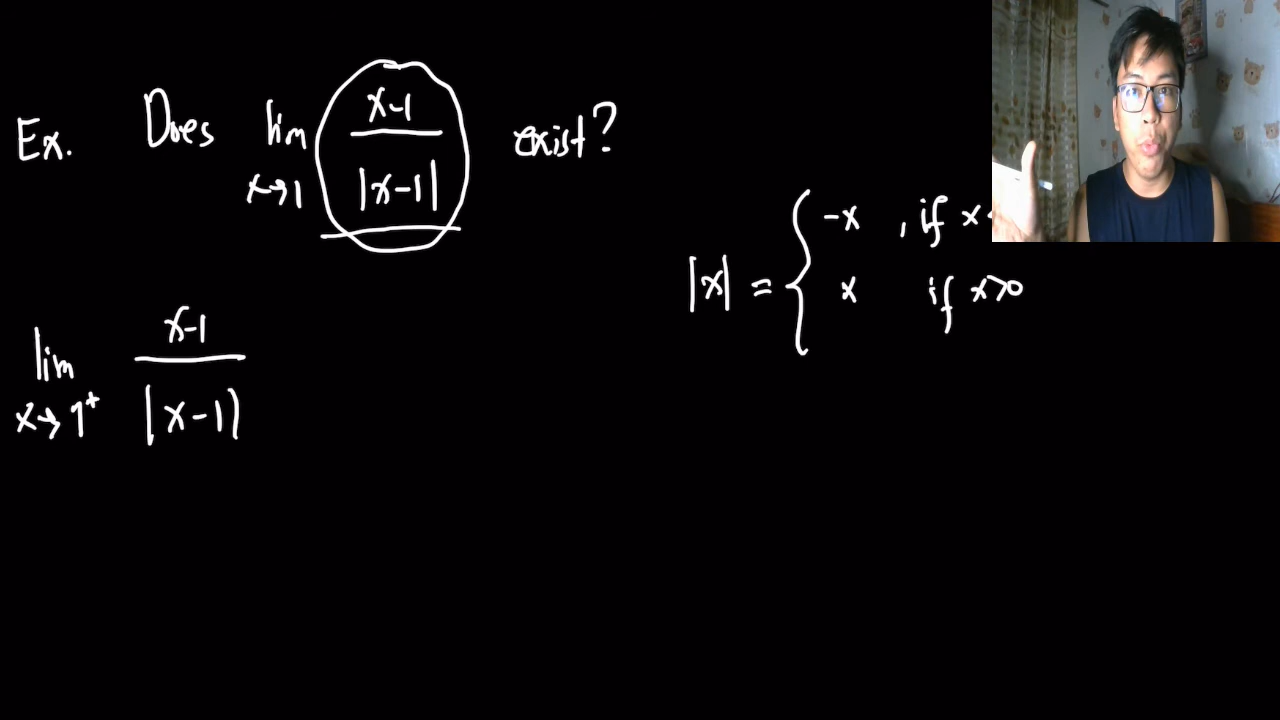 Ex. Does lim x→1 x-1 / |x-1| exist?
|x| = { -x , if x<
x if x>0
lim x→1⁺ x-1 / |x-1|